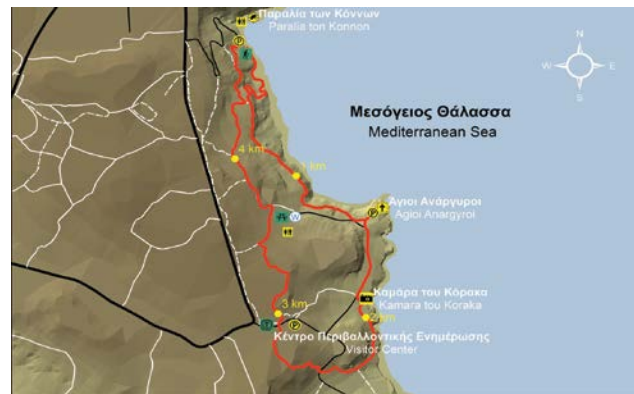 Παραλία των Κόννων
Paralia ton Konnon
N
W E
S
Μεσόγειος Θάλασσα
Mediterranean Sea
4 km
1 km
Άγιοι Ανάργυροι
Agioi Anargyroi
P
W
Καμάρα του Κόρακα
Kamara tou Koraka
3 km
2 km
P
Κέντρο Περιβαλλοντικής Ενημέρωσης
Visitor Center